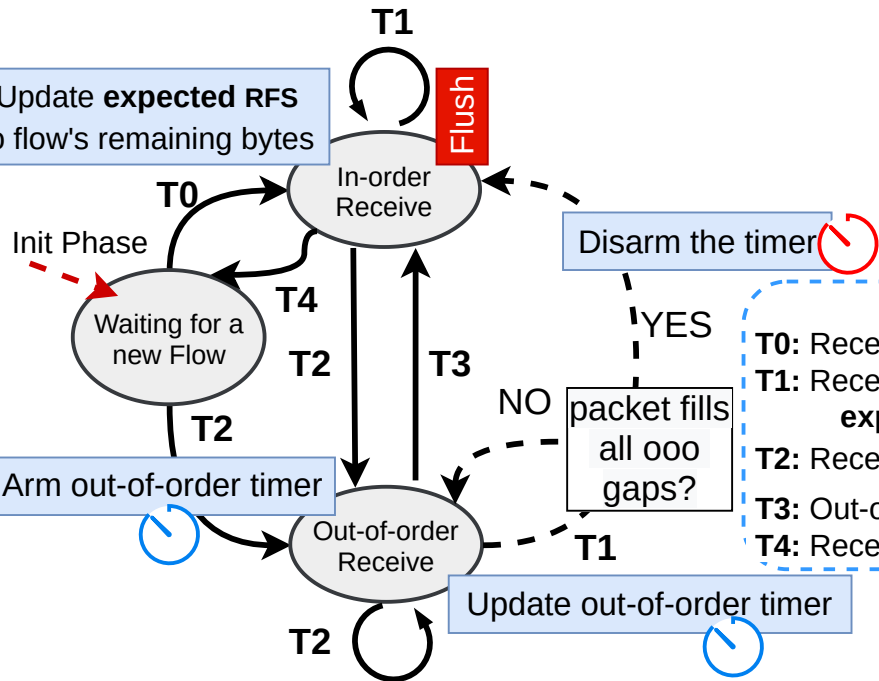 T1
Update expected RFS
flow's remaining bytes
Flush
In-order
Receive
T0
Init Phase
Waiting for a
new Flow
T4
Disarm the timer
YES
T2
T3
NO
packet fills
all ooo
gaps?
T2
Arm out-of-order timer
Out-of-order
Receive
T1
Update out-of-order timer
T2
T0: Rece
T1: Rece
exp
T2: Rece
T3: Out-o
T4: Rece